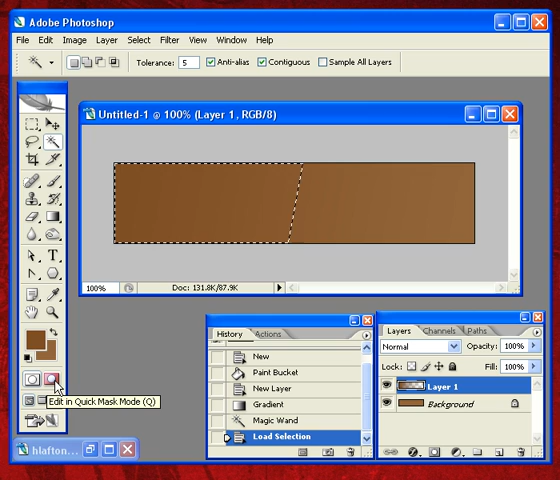 Adobe Photoshop
File Edit Image Layer Select Filter View Window Help
Tolerance: 5 Anti-alias Contiguous Sample All Layers
Untitled-1 @ 100% (Layer 1, RGB/8)
100% Doc: 131.8K/87.9K
T
Edit in Quick Mask Mode (Q)
hlafton...
History Actions
New
Paint Bucket
New Layer
Gradient
Magic Wand
Load Selection
Layers Channels Paths
Normal Opacity: 100%
Lock: Fill: 100%
Layer 1
Background